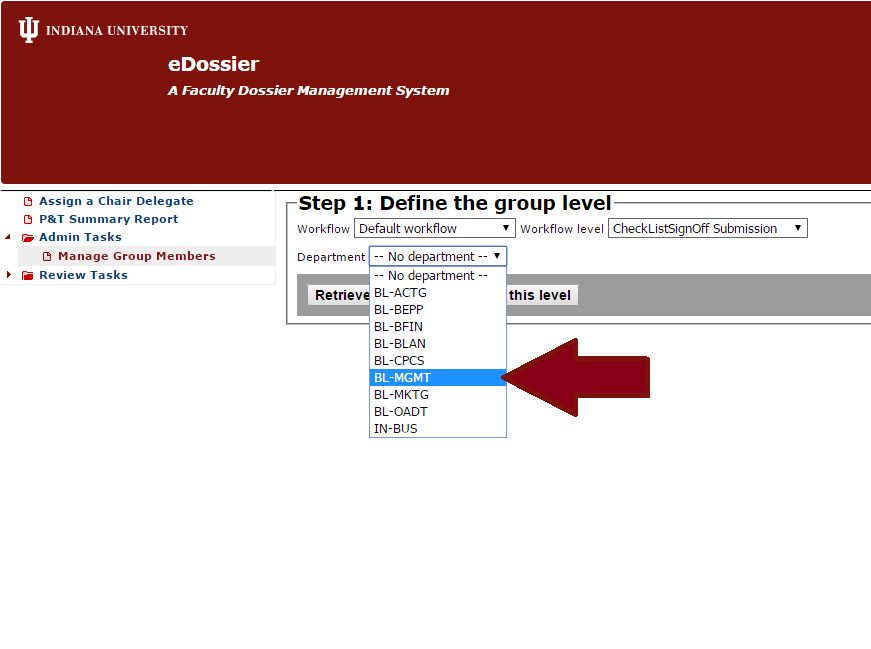 INDIANA UNIVERSITY
eDossier
A Faculty Dossier Management System
Assign a Chair Delegate
P&T Summary Report
Admin Tasks
Manage Group Members
Review Tasks
Step 1: Define the group level
Workflow Default workflow Workflow level CheckListSignOff Submission
Department -- No department --
-- No department --
BL-ACTG
BL-BEPP
BL-BFIN
BL-BLAN
BL-CPCS
BL-MGMT
BL-MKTG
BL-OADT
IN-BUS
Retrieve this level